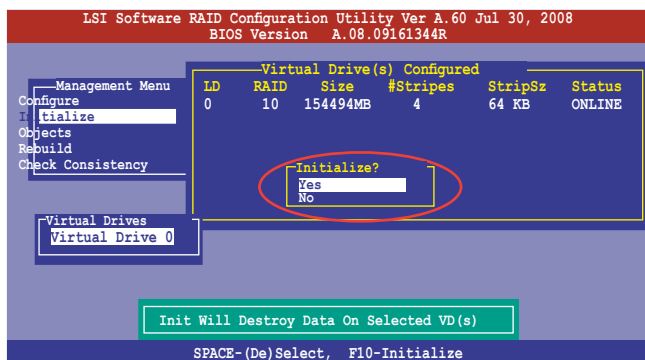 LSI Software RAID Configuration Utility Ver A.60 Jul 30, 2008
BIOS Version A.08.09161344R
Virtual Drive(s) Configured
LD RAID Size #Stripes StripSz Status
0 10 154494MB 4 64 KB ONLINE
Management Menu
Configure
Initialize
Objects
Rebuild
Check Consistency
Initialize?
Yes
No
Virtual Drives
Virtual Drive 0
Init Will Destroy Data On Selected VD(s)
SPACE-(De)Select, F10-Initialize